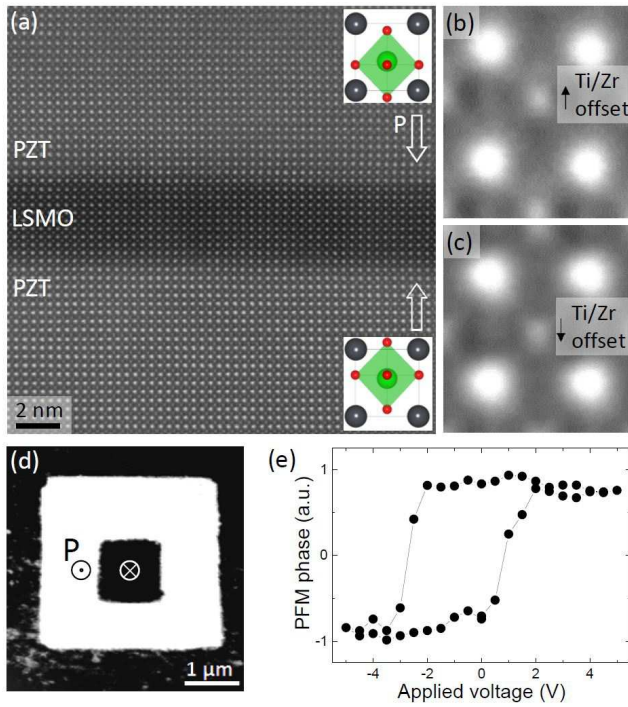 (a)
PZT
P
LSMO
PZT
2 nm
(b)
Ti/Zr
offset
(c)
Ti/Zr
offset
(d)
P
1 µm
(e)
PFM phase (a.u.)
1
0
-1
-4
-2
0
2
4
Applied voltage (V)